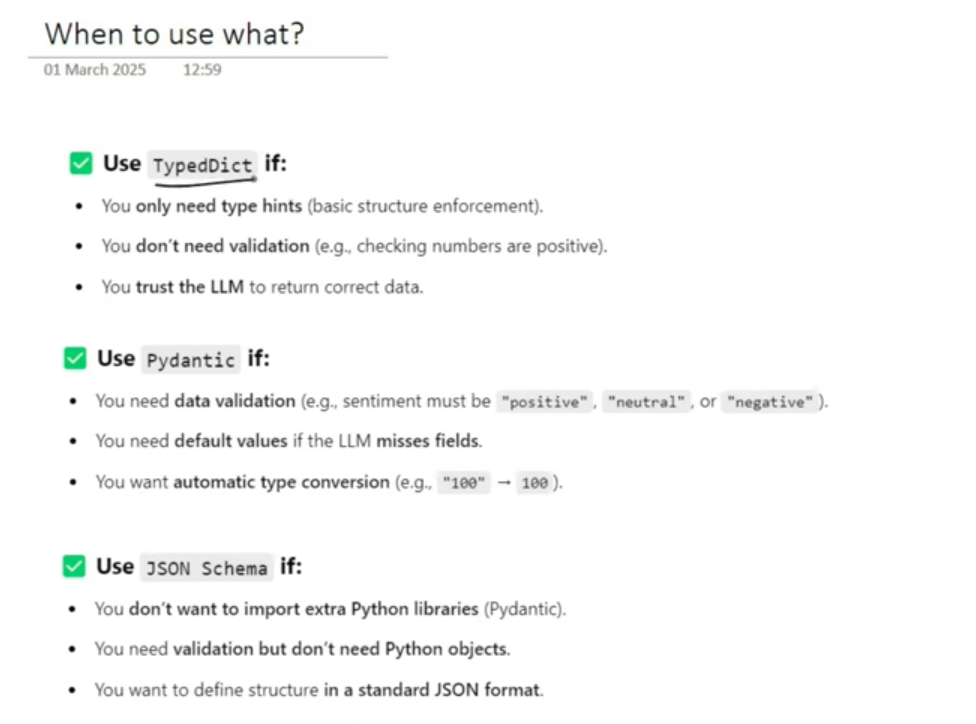 When to use what?
01 March 2025 12:59
Use TypedDict if:
• You only need type hints (basic structure enforcement).
• You don't need validation (e.g., checking numbers are positive).
• You trust the LLM to return correct data.
Use Pydantic if:
• You need data validation (e.g., sentiment must be "positive", "neutral", or "negative").
• You need default values if the LLM misses fields.
• You want automatic type conversion (e.g., "100" → 100).
Use JSON Schema if:
• You don't want to import extra Python libraries (Pydantic).
• You need validation but don't need Python objects.
• You want to define structure in a standard JSON format.